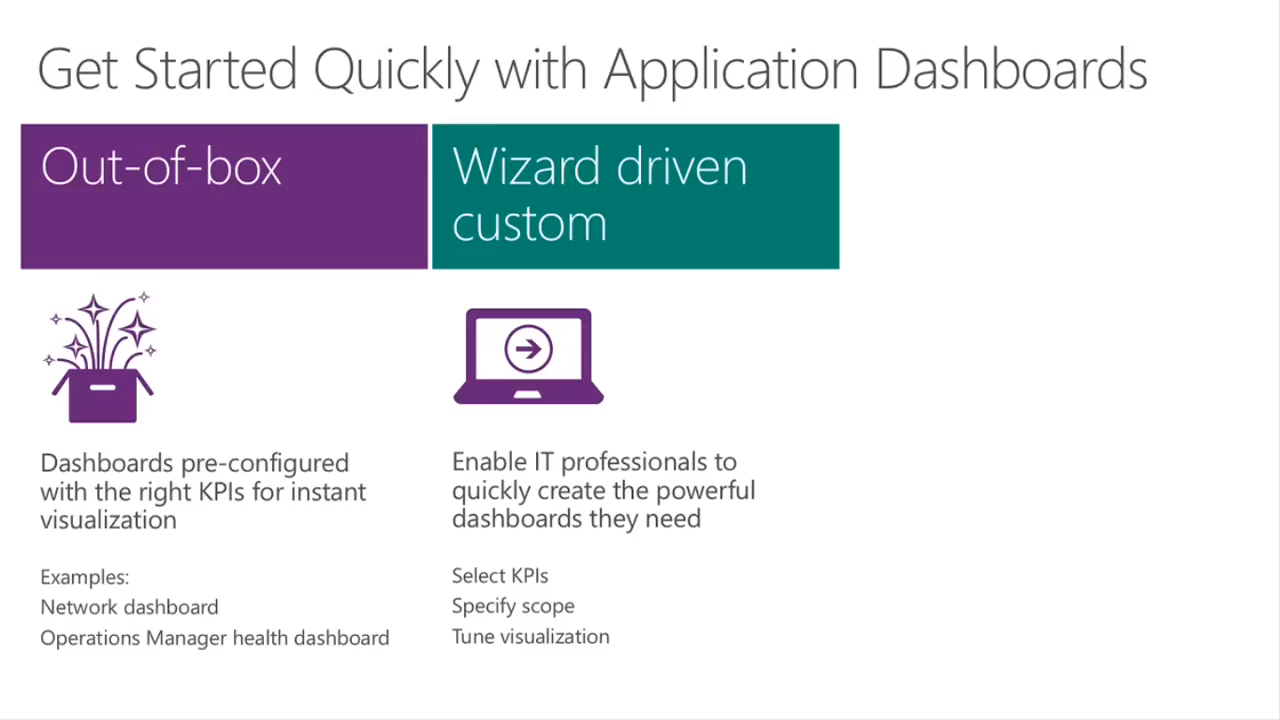 Get Started Quickly with Application Dashboards
Out-of-box
Dashboards pre-configured
with the right KPIs for instant
visualization
Examples:
Network dashboard
Operations Manager health dashboard
Wizard driven
custom
Enable IT professionals to
quickly create the powerful
dashboards they need
Select KPIs
Specify scope
Tune visualization